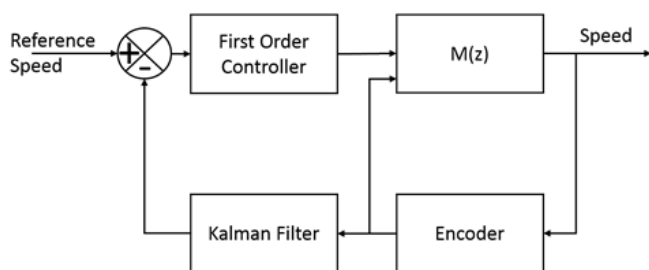 Reference
Speed
+
-
First Order
Controller
M(z)
Speed
Kalman Filter
Encoder